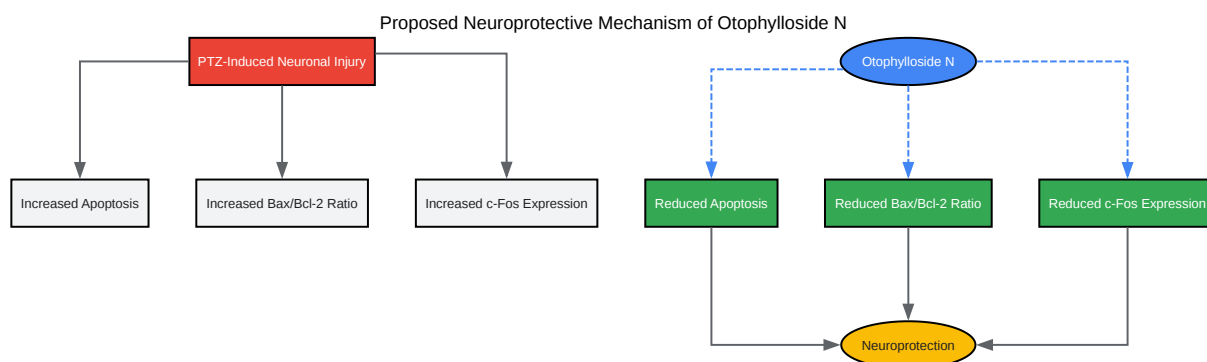 Proposed Neuroprotective Mechanism of Otophylloside N
PTZ-Induced Neuronal Injury
Otophylloside N
Increased Apoptosis
Increased Bax/Bcl-2 Ratio
Increased c-Fos Expression
Reduced Apoptosis
Reduced Bax/Bcl-2 Ratio
Reduced c-Fos Expression
Neuroprotection